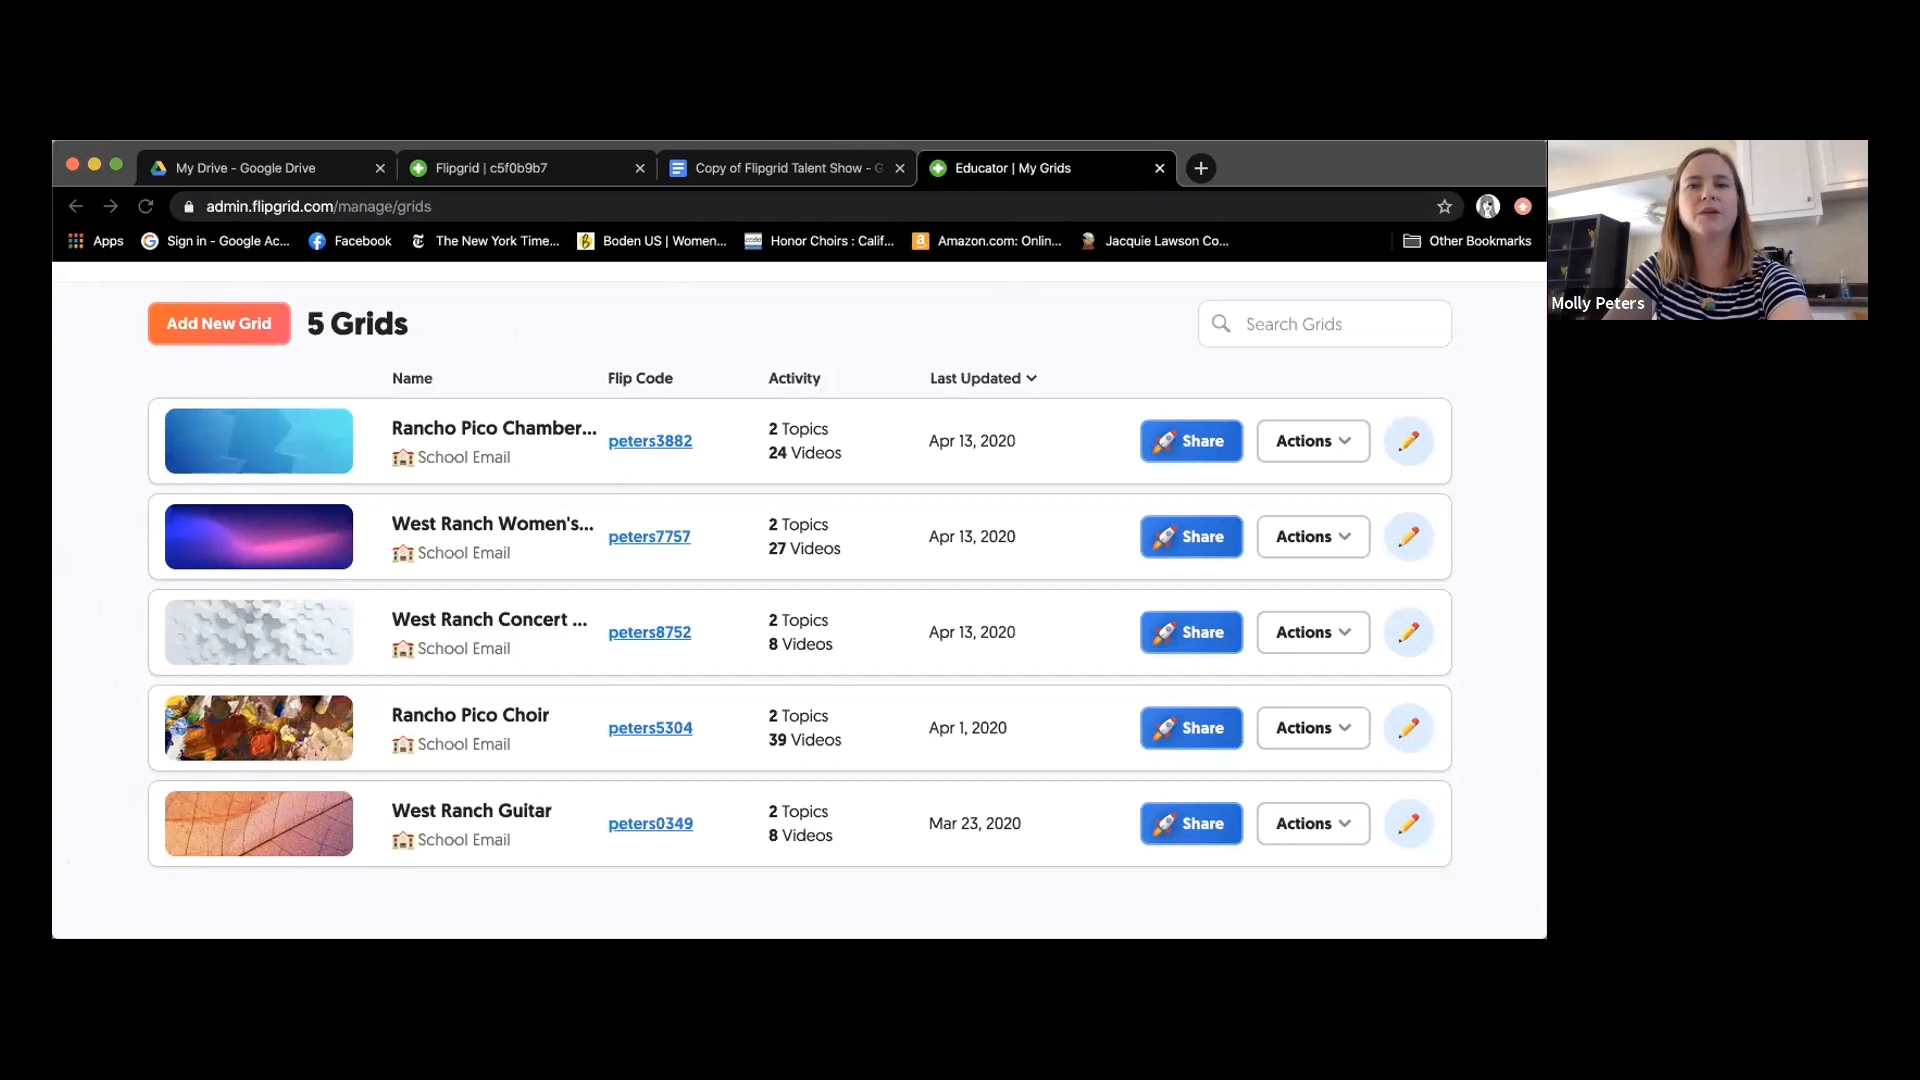 My Drive - Google Drive
Flipgrid | c5f0b9b7
Copy of Flipgrid Talent Show - G
Educator | My Grids
admin.flipgrid.com/manage/grids
Apps
Sign in - Google Ac...
Facebook
The New York Time...
Boden US | Women...
Honor Choirs : Calif...
Amazon.com: Onlin...
Jacquie Lawson Co...
Other Bookmarks
Molly Peters
Add New Grid
5 Grids
Search Grids
Name
Flip Code
Activity
Last Updated
Rancho Pico Chamber...
School Email
peters3882
2 Topics
24 Videos
Apr 13, 2020
Share
Actions
West Ranch Women's...
School Email
peters7757
2 Topics
27 Videos
Apr 13, 2020
Share
Actions
West Ranch Concert ...
School Email
peters8752
2 Topics
8 Videos
Apr 13, 2020
Share
Actions
Rancho Pico Choir
School Email
peters5304
2 Topics
39 Videos
Apr 1, 2020
Share
Actions
West Ranch Guitar
School Email
peters0349
2 Topics
8 Videos
Mar 23, 2020
Share
Actions